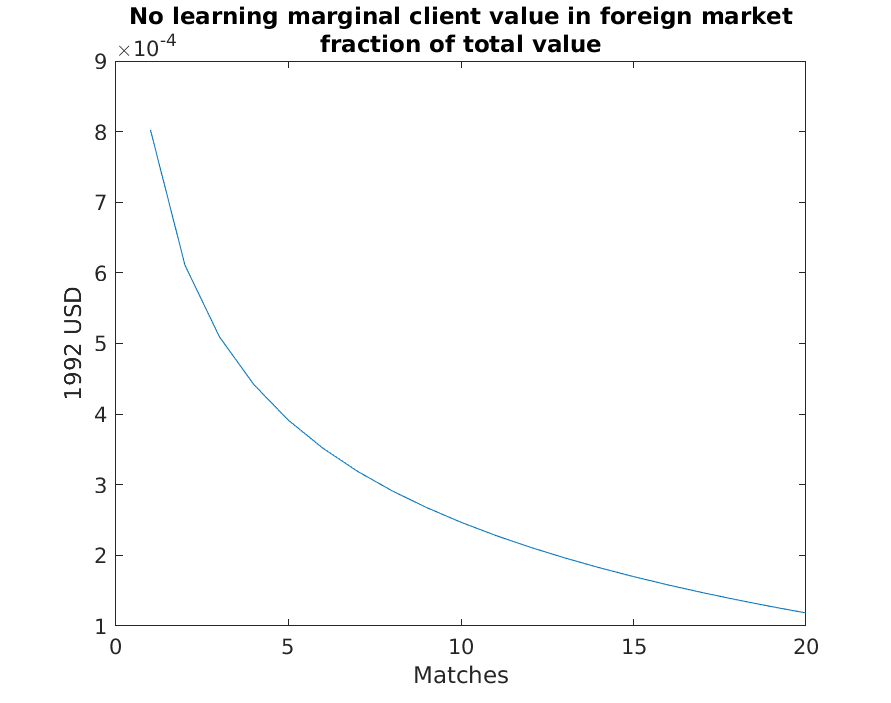 No learning marginal client value in foreign market
fraction of total value
×10-4
9
8
7
6
5
4
3
2
1
1992 USD
0 5 10 15 20
Matches